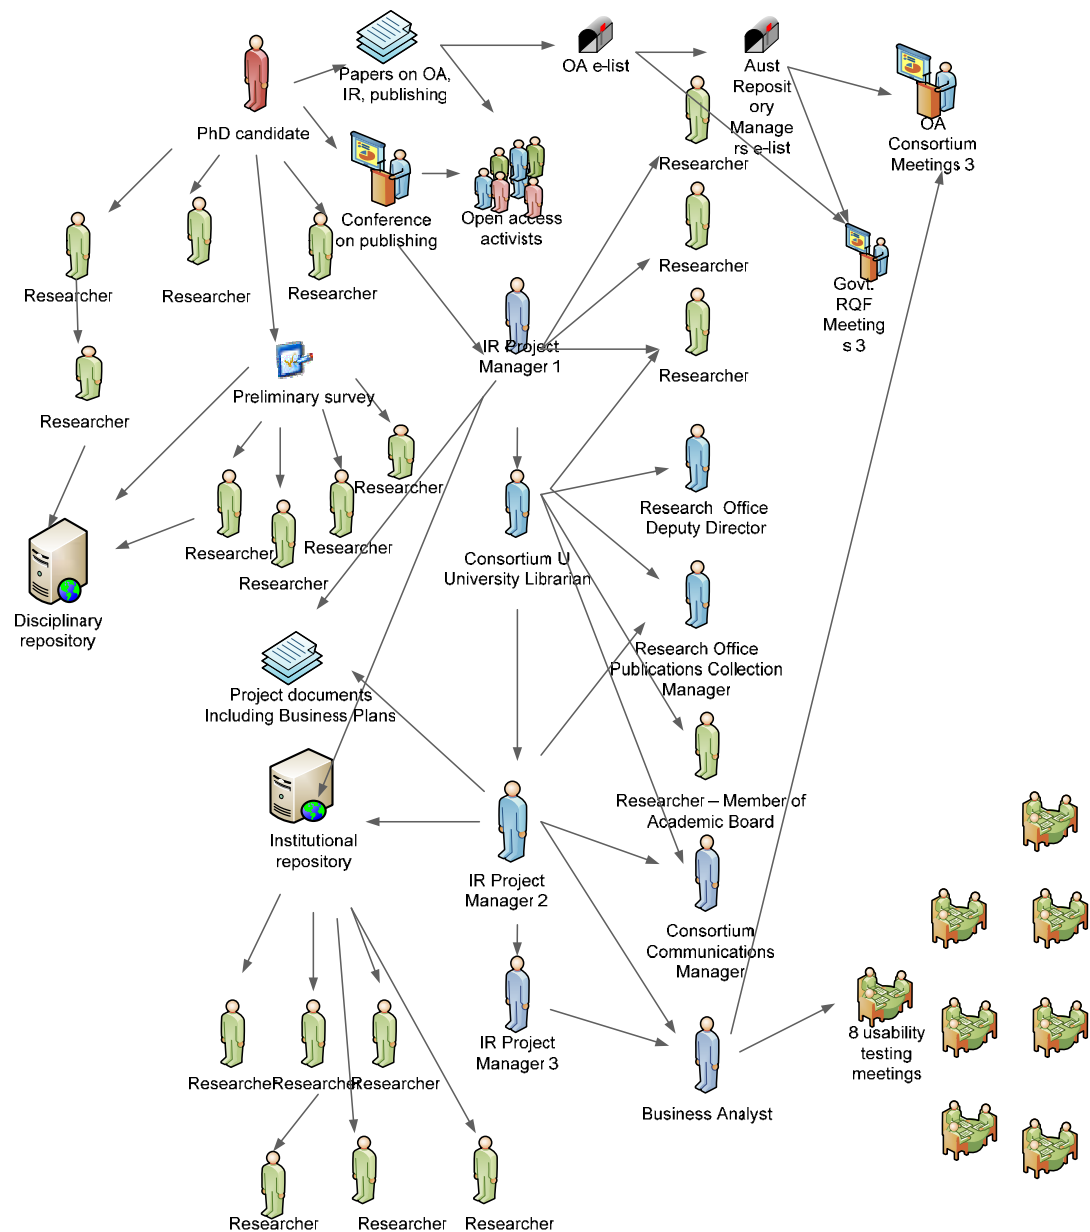 Papers on OA,
IR, publishing
OA e-list
Aust
Reposit
ory
Manage
rs e-list
OA
Consortium
Meetings 3
PhD candidate
Researcher
Conference
on publishing
Open access
activists
Researcher
Researcher
Researcher
Researcher
Govt.
RQF
Meeting
s 3
IR Project
Manager 1
Researcher
Researcher
Preliminary survey
Researcher
Researcher
Researcher
Researcher
Consortium U
University Librarian
Research Office
Deputy Director
Disciplinary
repository
Research Office
Publications Collection
Manager
Project documents
Including Business Plans
Researcher – Member of
Academic Board
Institutional
repository
IR Project
Manager 2
Consortium
Communications
Manager
IR Project
Manager 3
8 usability
testing
meetings
Researcher
Researcher
Researcher
Business Analyst
Researcher
Researcher
Researcher